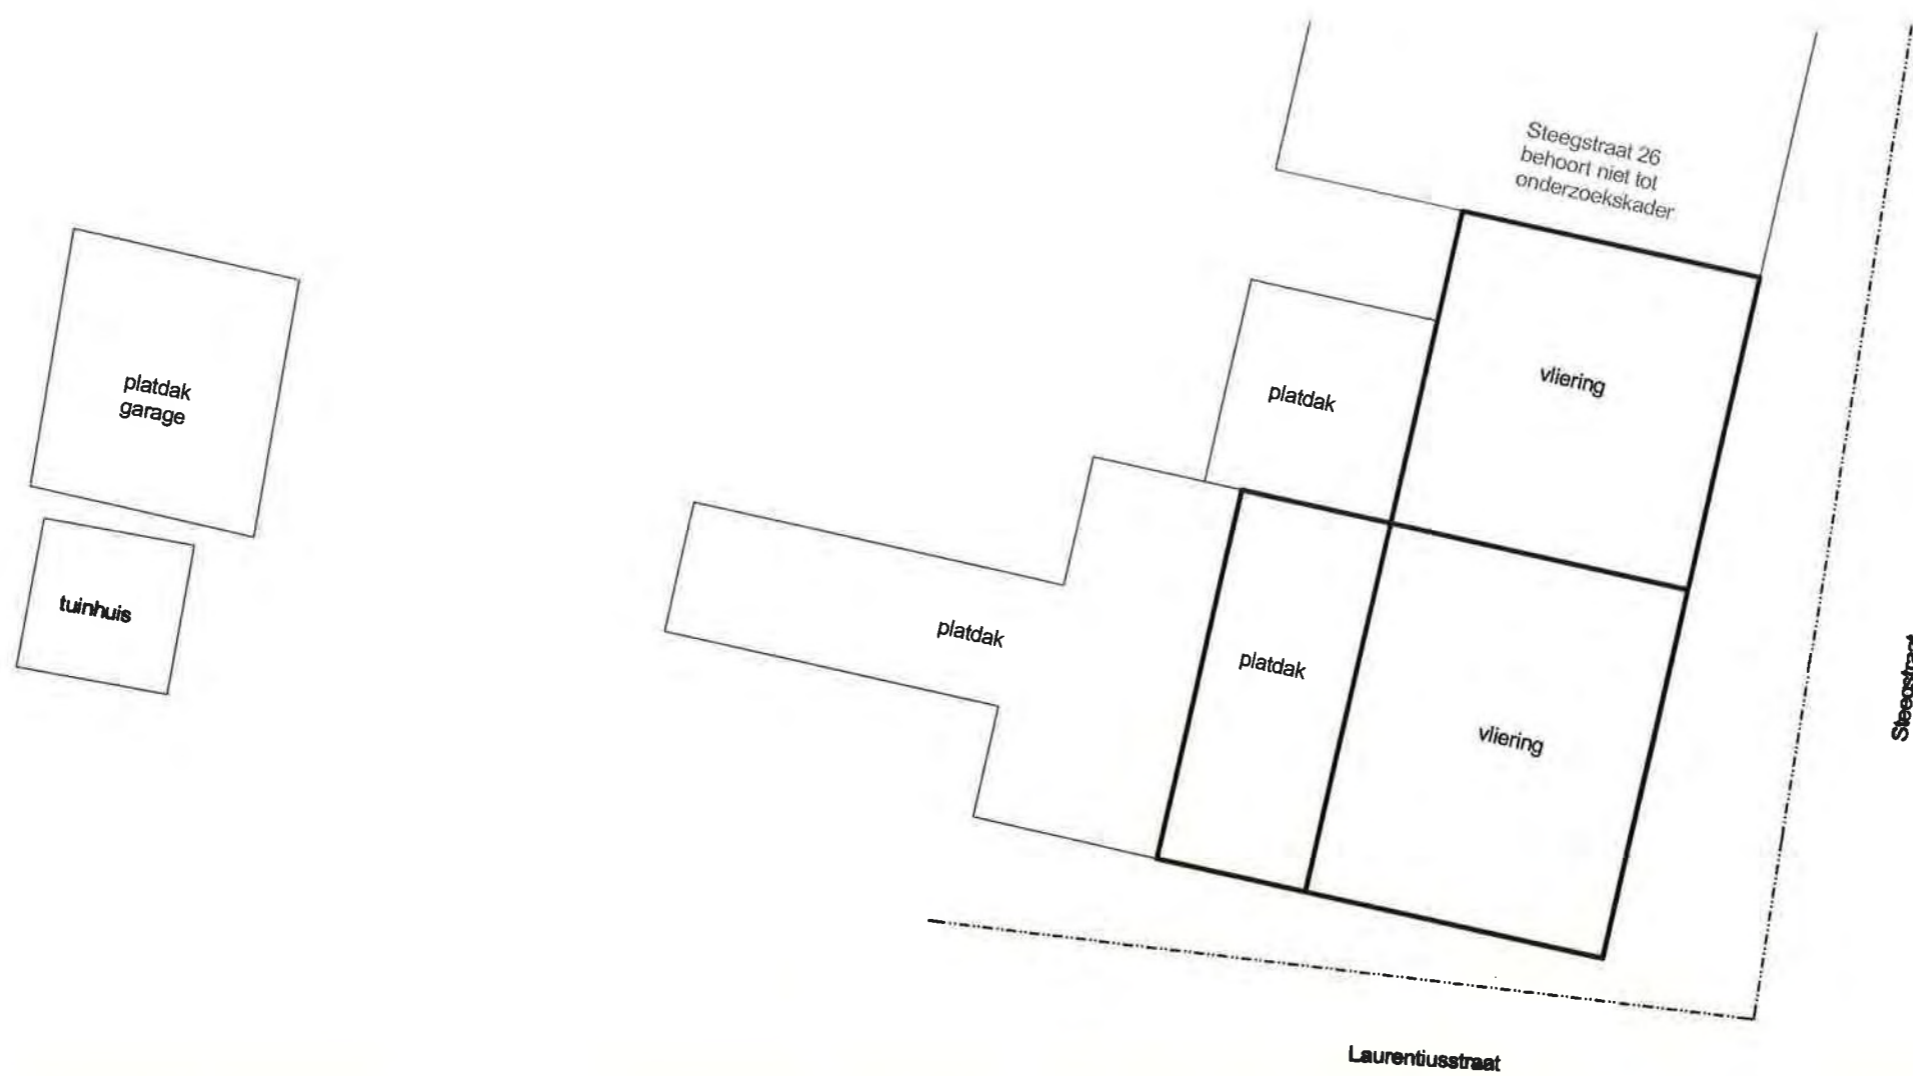 Steegstraat 26
behoort niet tot
onderzoekskader
platdak
garage
vliering
platdak
tuinhuis
platdak
platdak
vliering
Steegstraat
Laurentiusstraat